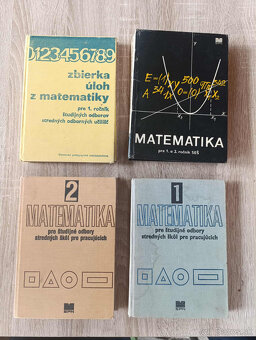 0123456789
zbierka
úloh
z matematiky
pre 1. ročník
študijných odborov
stredných odborných učilíšť
MATEMATIKA
pre 1. a 2. ročník SEŠ
2
MATEMATIKA
pre študijné odbory
stredných škôl pre pracujúcich
1
MATEMATIKA
pre študijné odbory
stredných škôl pre pracujúcich